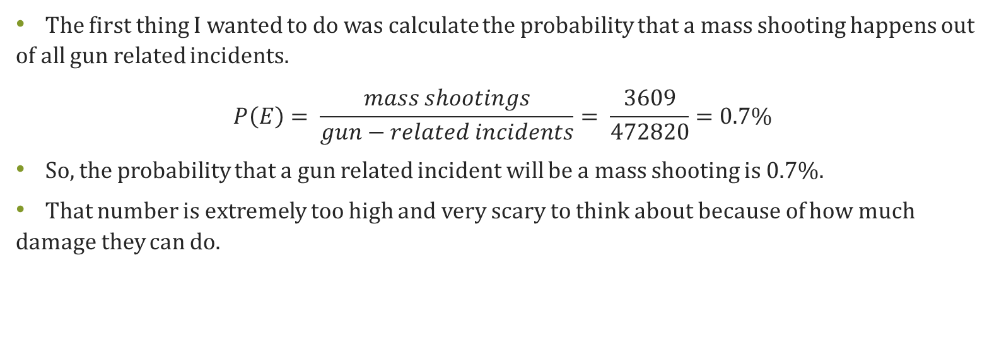 • The first thing I wanted to do was calculate the probability that a mass shooting happens out
of all gun related incidents.
P(E) = mass shootings / gun − related incidents = 3609 / 472820 = 0.7%
• So, the probability that a gun related incident will be a mass shooting is 0.7%.
• That number is extremely too high and very scary to think about because of how much
damage they can do.